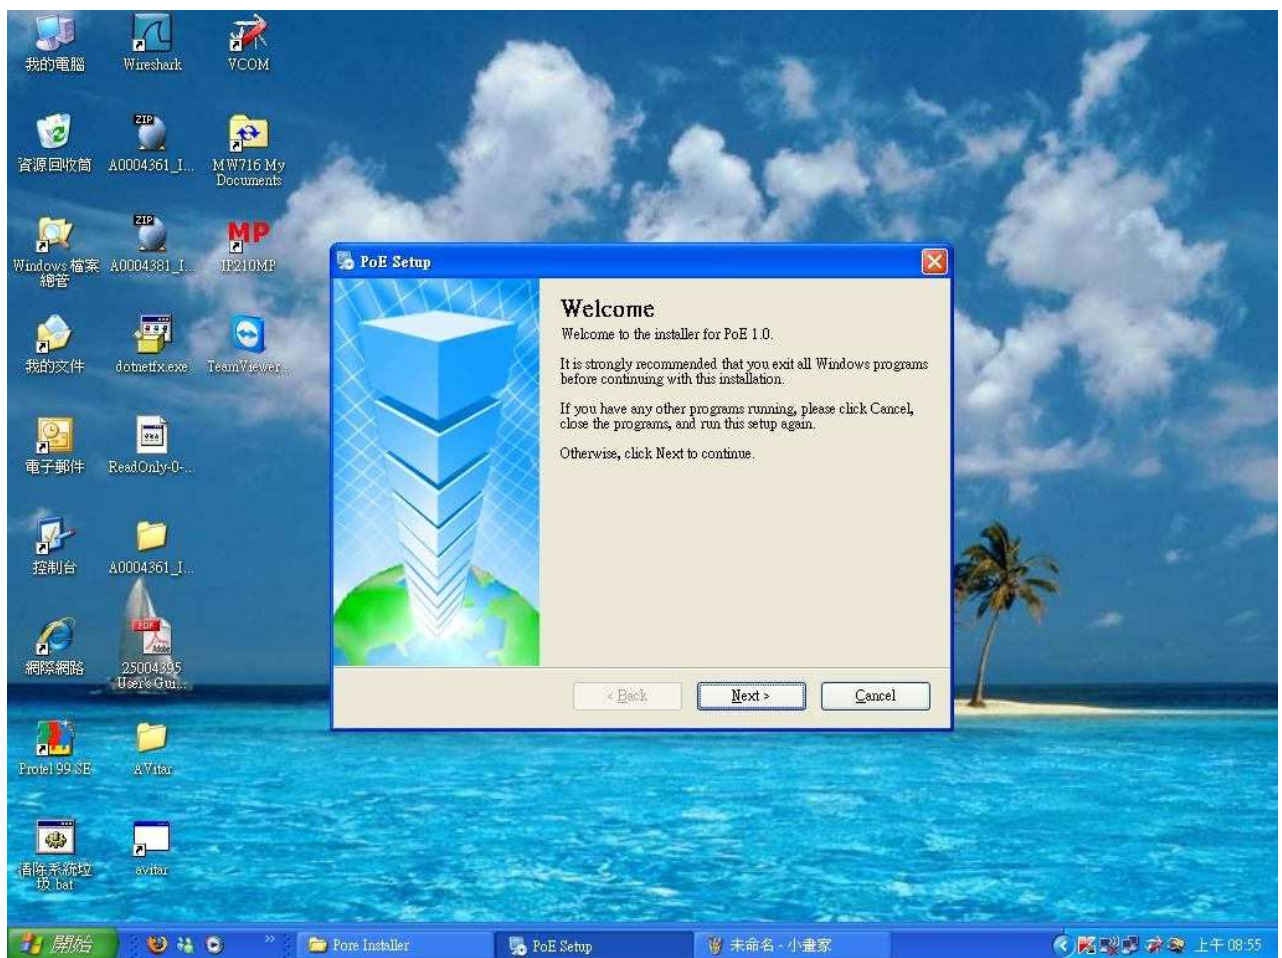 我的電腦
Wireshark
VCOM
資源回收筒
ZIP
A0004361_I...
MW716 My
Documents
Windows 檔案
總管
ZIP
A0004381_I...
MP
IP210MP
我的文件
dotnetfx.exe
TeamViewer...
電子郵件
ReadOnly-0-...
控制台
A0004361_I...
網際網路
PDF
Adobe
25004395
User's Gui...
Protel 99 SE
AVitar
清除系統垃
圾.bat
avitar
PoE Setup
Welcome
Welcome to the installer for PoE 1.0.
It is strongly recommended that you exit all Windows programs
before continuing with this installation.
If you have any other programs running, please click Cancel,
close the programs, and run this setup again.
Otherwise, click Next to continue.
< Back
Next >
Cancel
開始
Pore Installer
PoE Setup
未命名 - 小畫家
上午 08:55